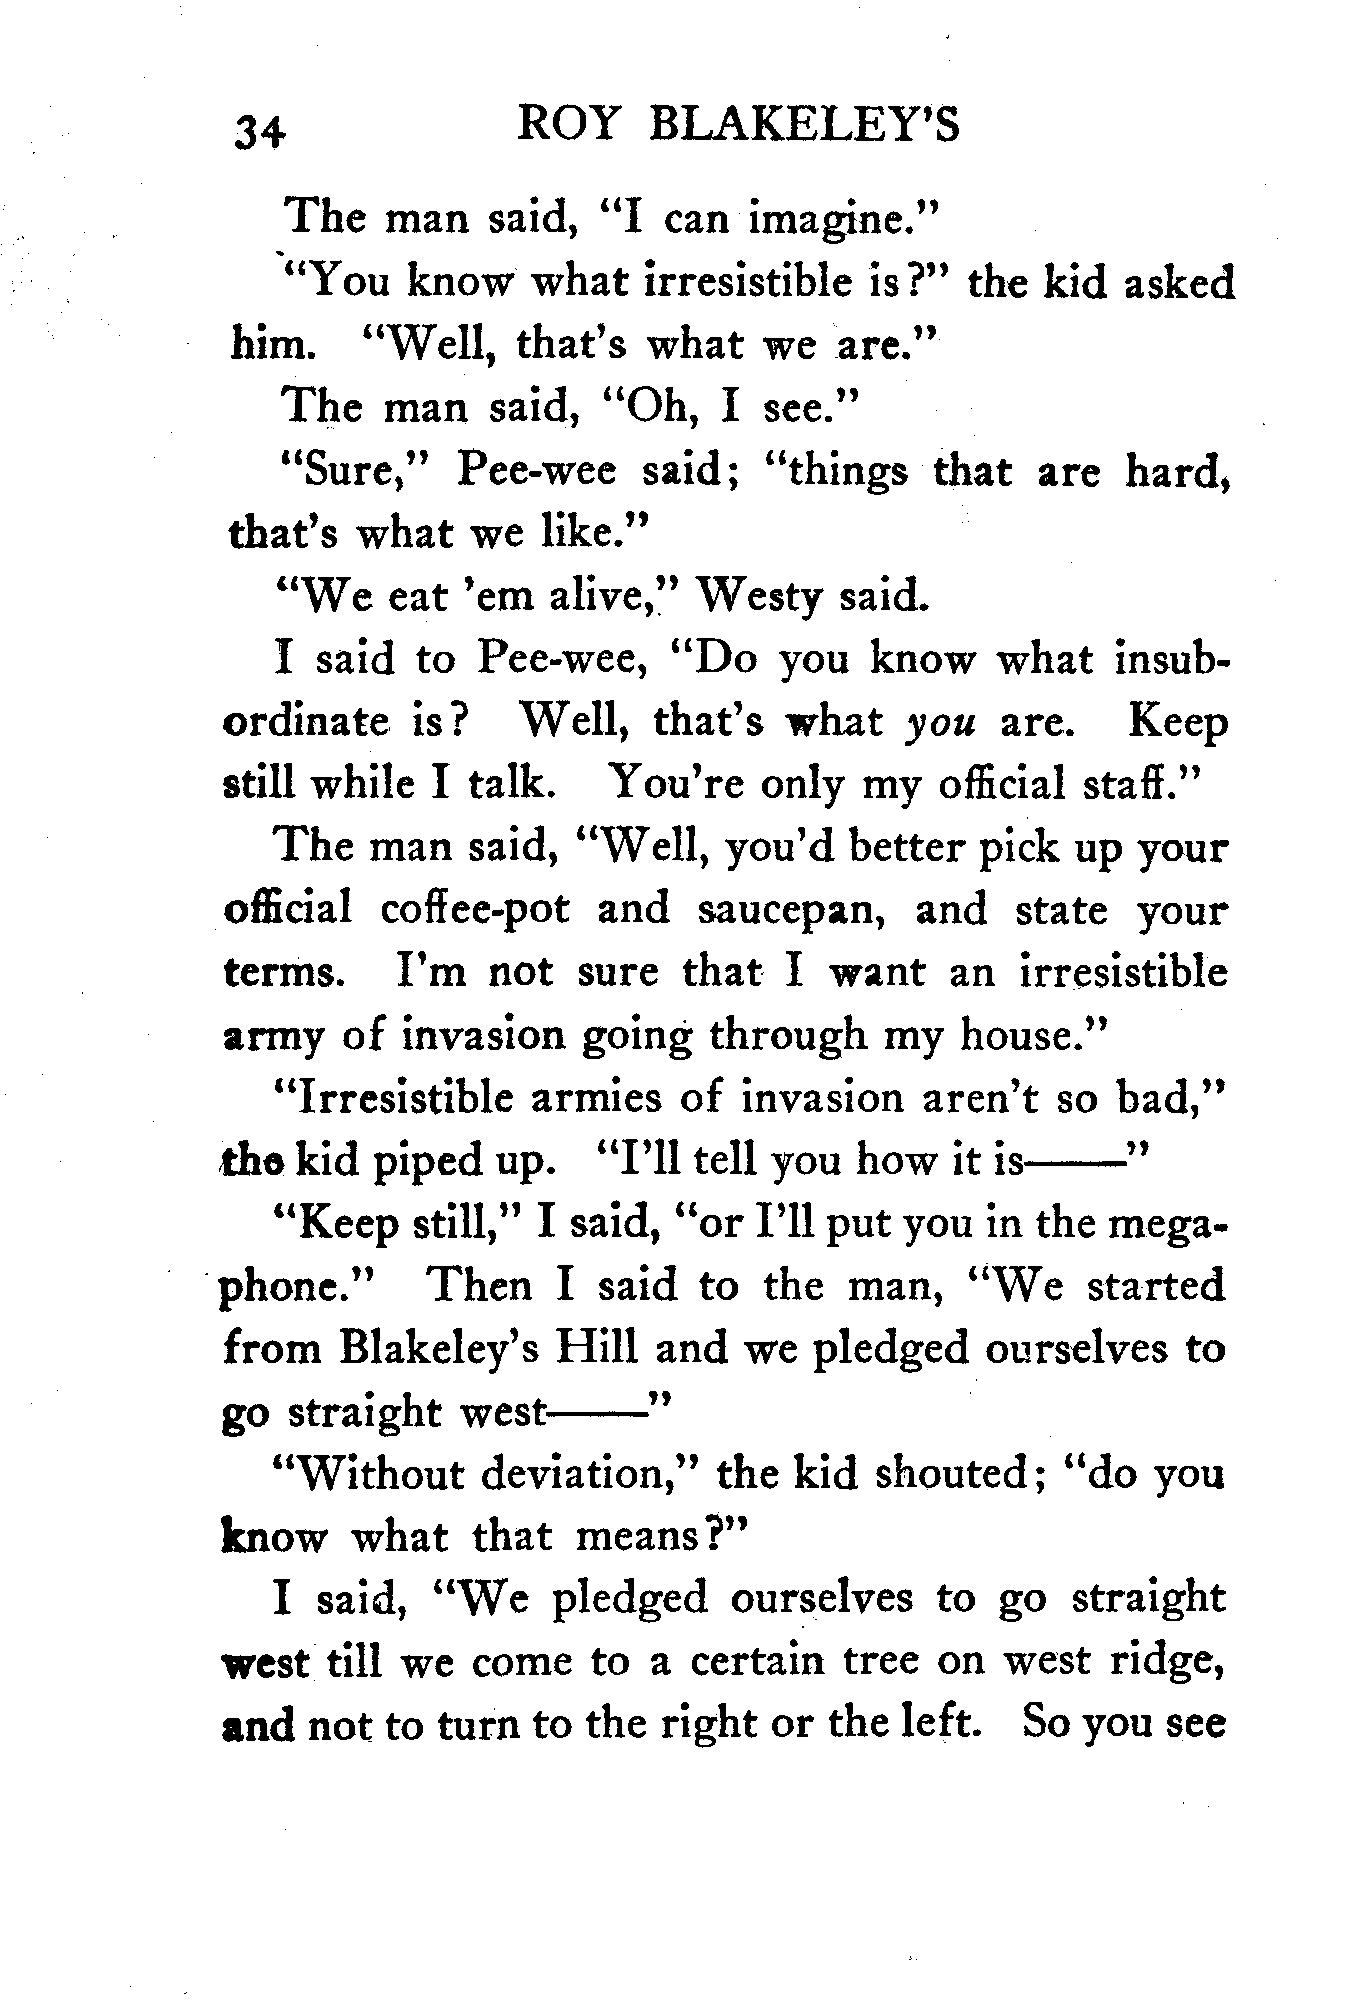 34 ROY BLAKELEY'S
The man said, "I can imagine."
"You know what irresistible is?" the kid asked
him. "Well, that's what we are."
The man said, "Oh, I see."
"Sure," Pee-wee said; "things that are hard,
that's what we like."
"We eat 'em alive," Westy said.
I said to Pee-wee, "Do you know what insub-
ordinate is? Well, that's what you are. Keep
still while I talk. You're only my official staff."
The man said, "Well, you'd better pick up your
official coffee-pot and saucepan, and state your
terms. I'm not sure that I want an irresistible
army of invasion going through my house."
"Irresistible armies of invasion aren't so bad,"
the kid piped up. "I'll tell you how it is——"
"Keep still," I said, "or I'll put you in the mega-
phone." Then I said to the man, "We started
from Blakeley's Hill and we pledged ourselves to
go straight west——"
"Without deviation," the kid shouted; "do you
know what that means?"
I said, "We pledged ourselves to go straight
west till we come to a certain tree on west ridge,
and not to turn to the right or the left. So you see